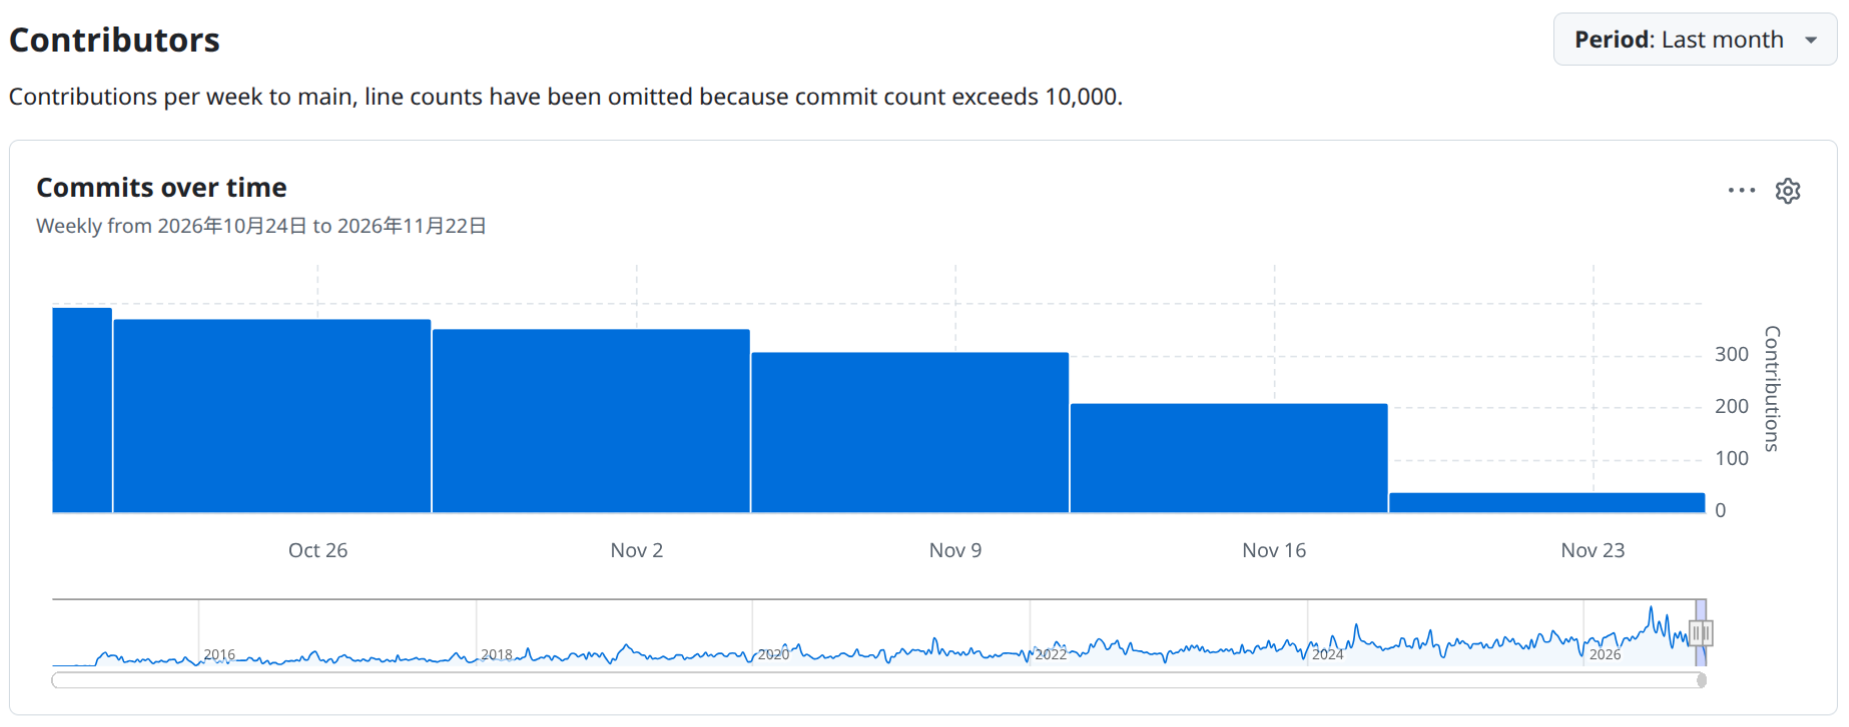 Contributors
Period: Last month
Contributions per week to main, line counts have been omitted because commit count exceeds 10,000.
Commits over time
Weekly from 2026年10月24日 to 2026年11月22日
300
200
100
0
Contributions
Oct 26
Nov 2
Nov 9
Nov 16
Nov 23
2016
2018
2020
2022
2024
2026